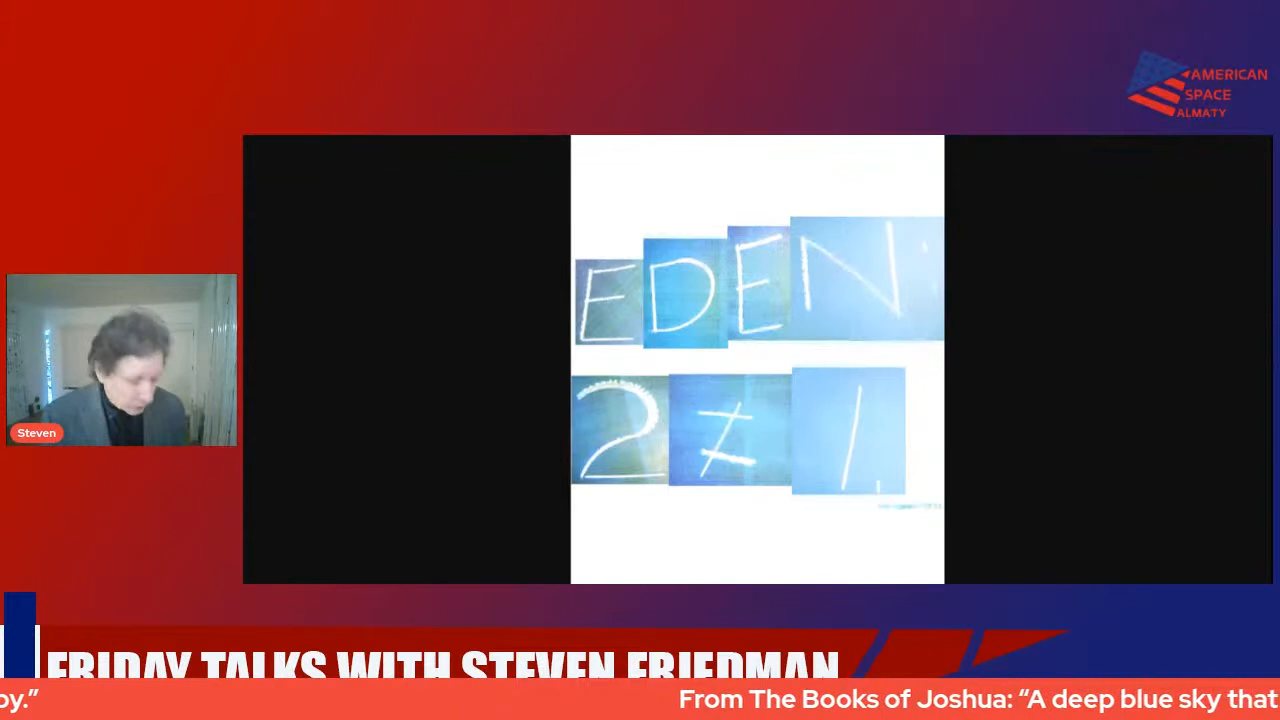 AMERICAN
SPACE
ALMATY
EDEN:
2 ≠ 1.
Steven
FRIDAY TALKS WITH STEVEN FRIEDMAN
py.” From The Books of Joshua: “A deep blue sky that